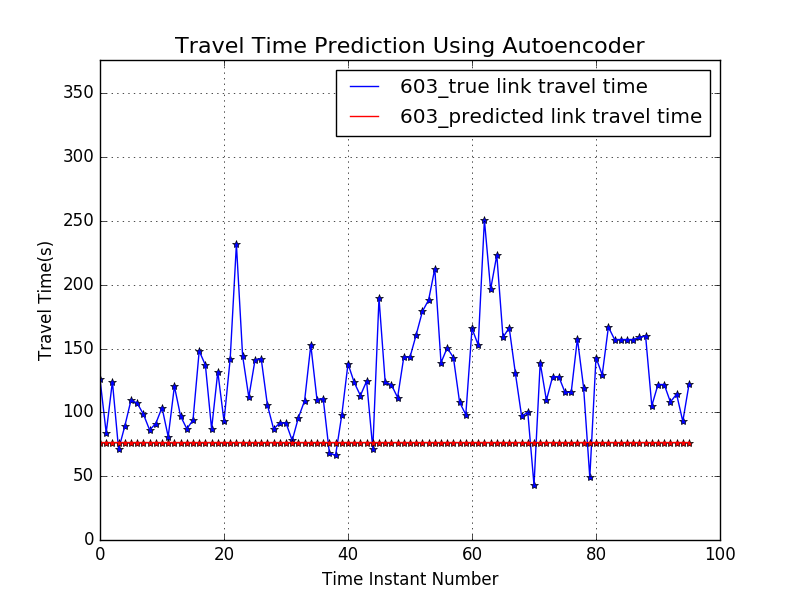 Travel Time Prediction Using Autoencoder
603_true link travel time
603_predicted link travel time
350
300
250
200
150
100
50
0
Travel Time(s)
0 20 40 60 80 100
Time Instant Number